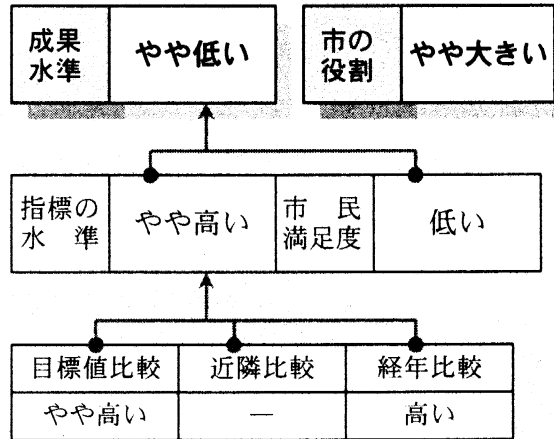 成果
水準
やや低い
市の
役割
やや大きい
指標の
水準
やや高い
市民
満足度
低い
目標値比較
近隣比較
経年比較
やや高い
—
高い